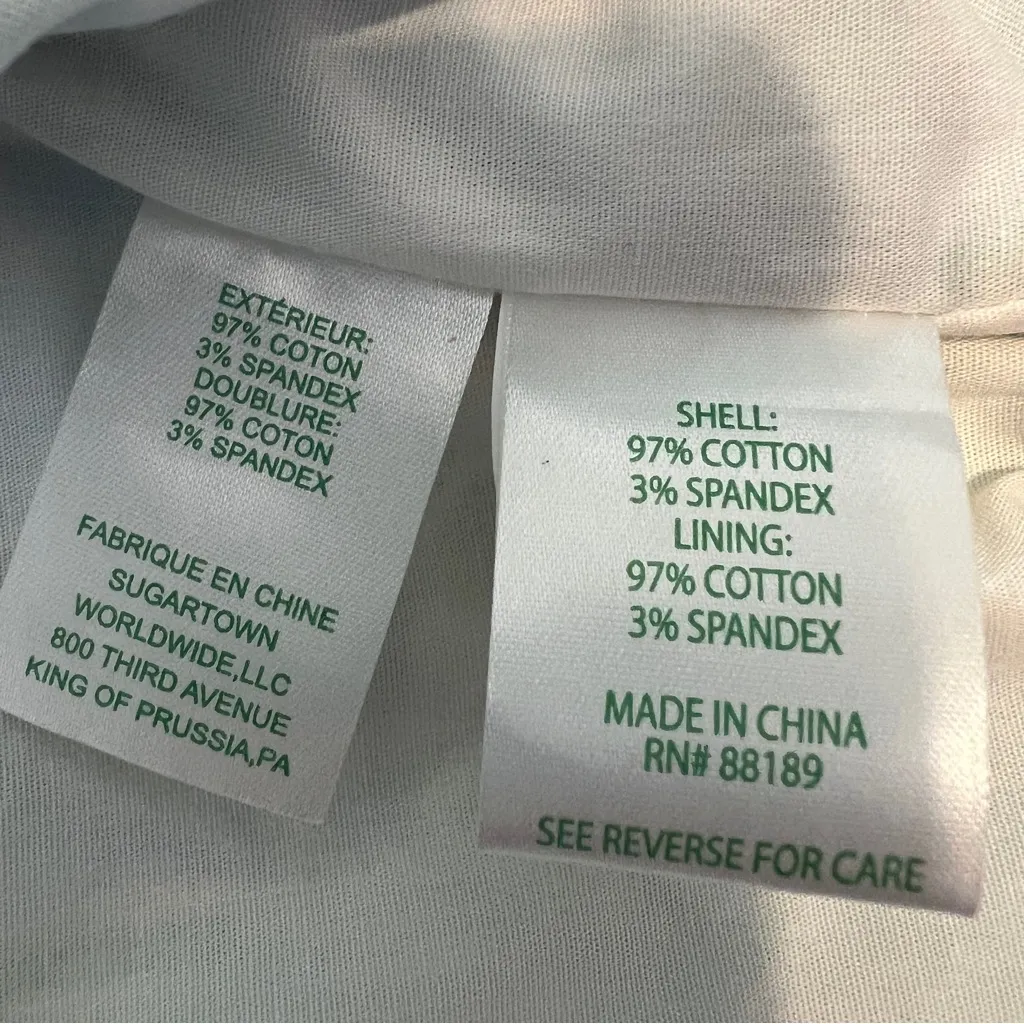 EXTÉRIEUR:
97% COTON
3% SPANDEX
DOUBLURE:
97% COTON
3% SPANDEX
FABRIQUE EN CHINE
SUGARTOWN
WORLDWIDE,LLC
800 THIRD AVENUE
KING OF PRUSSIA,PA
SHELL:
97% COTTON
3% SPANDEX
LINING:
97% COTTON
3% SPANDEX
MADE IN CHINA
RN# 88189
SEE REVERSE FOR CARE